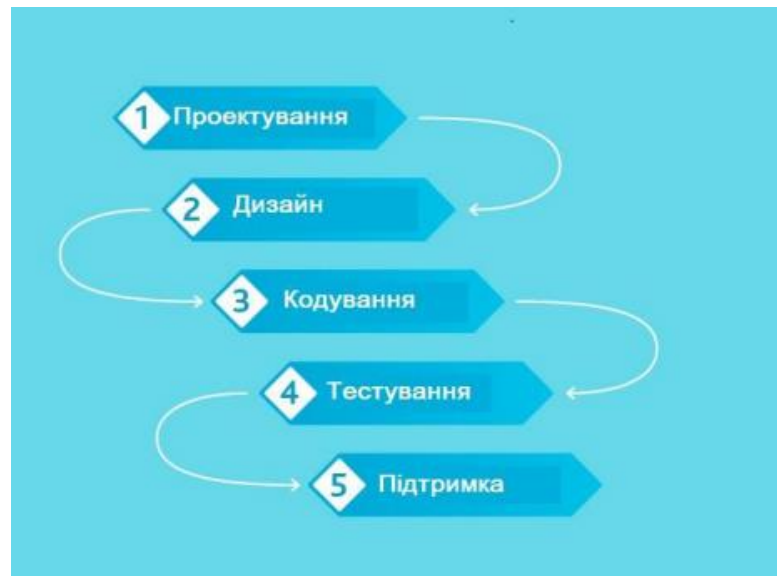 1 Проектування
2 Дизайн
3 Кодування
4 Тестування
5 Підтримка